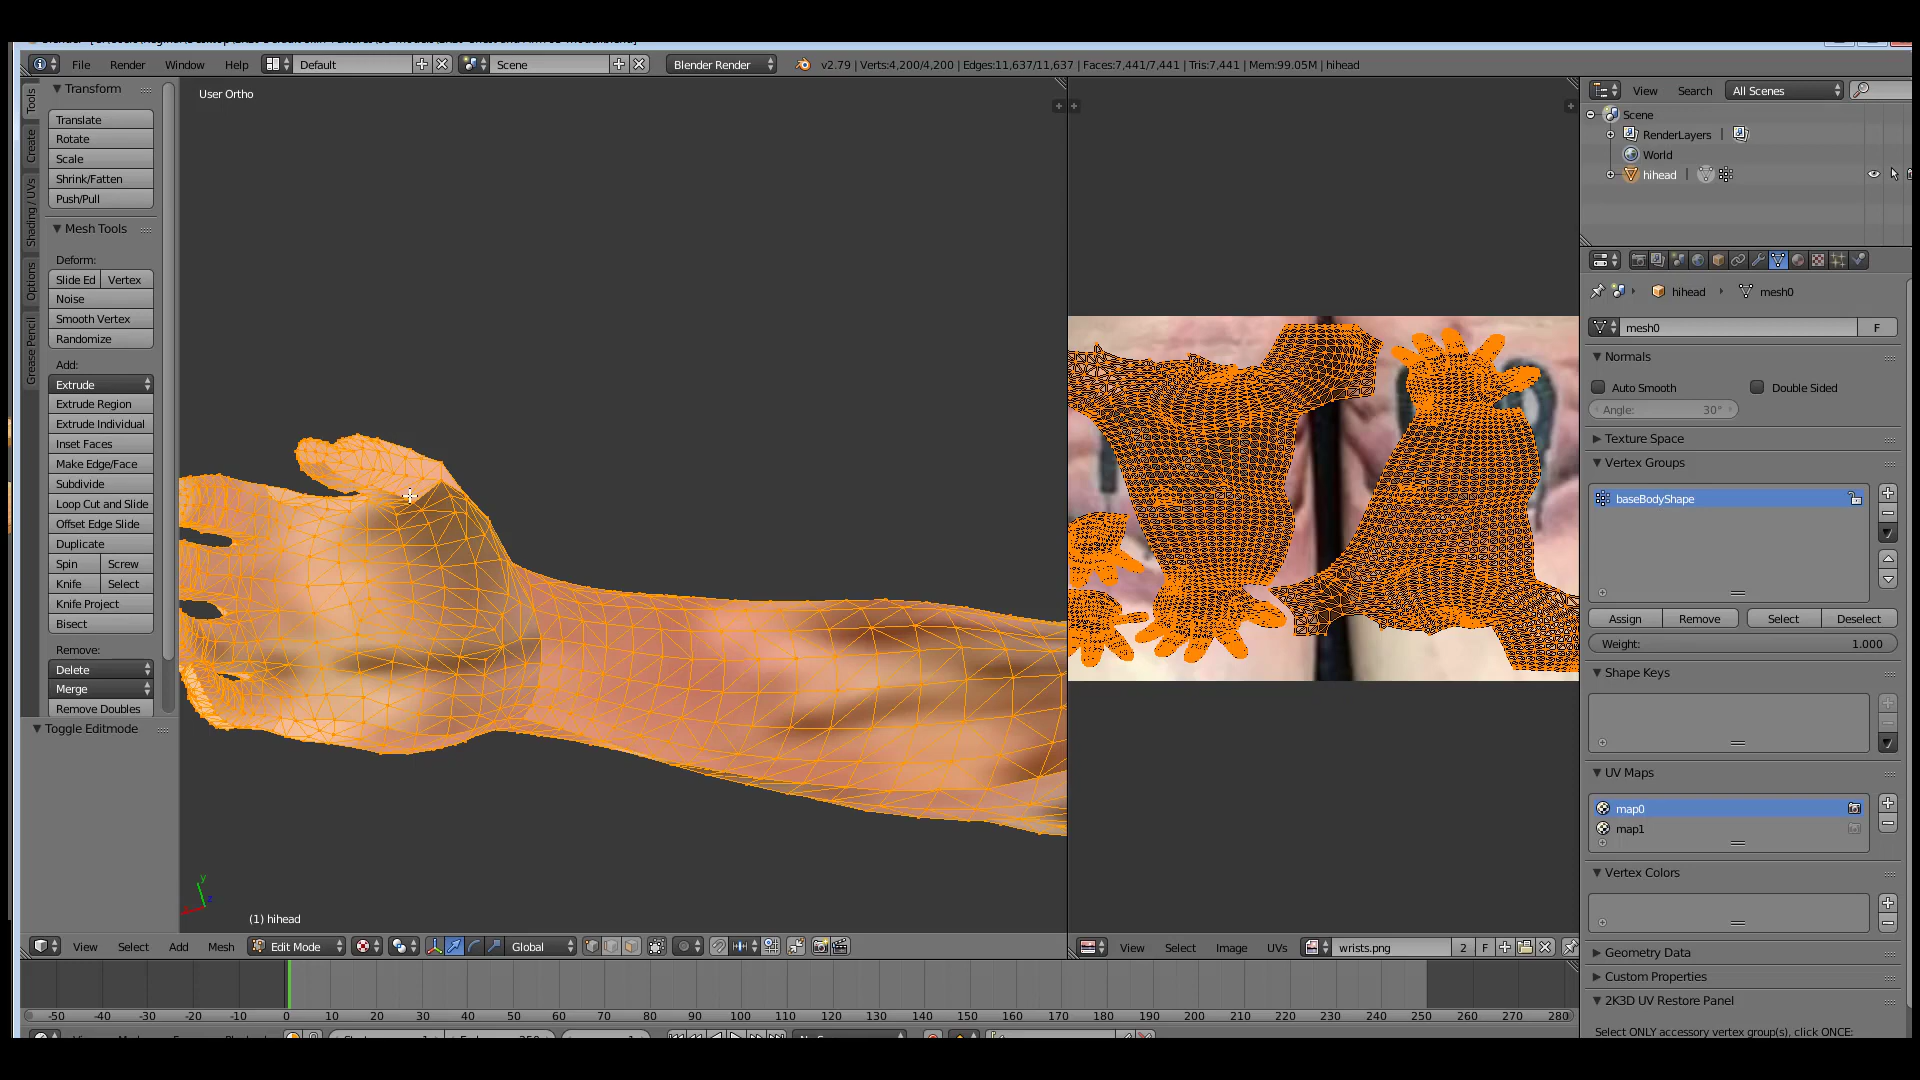 File Render Window Help Default Scene Blender Render v2.79 | Verts:4,200/4,200 | Edges:11,637/11,637 | Faces:7,441/7,441 | Tris:7,441 | Mem:99.05M | hihead
Tools
Create
Shading / UVs
Options
Grease Pencil
Transform
Translate
Rotate
Scale
Shrink/Fatten
Push/Pull
Mesh Tools
Deform:
Slide Ed Vertex
Noise
Smooth Vertex
Randomize
Add:
Extrude
Extrude Region
Extrude Individual
Inset Faces
Make Edge/Face
Subdivide
Loop Cut and Slide
Offset Edge Slide
Duplicate
Spin Screw
Knife Select
Knife Project
Bisect
Remove:
Delete
Merge
Remove Doubles
Toggle Editmode
User Ortho
y
z
(1) hihead
View Select Add Mesh Edit Mode Global
View Select Image UVs wrists.png 2 F
-50 -40 -30 -20 -10 0 10 20 30 40 50 60 70 80 90 100 110 120 130 140 150 160 170 180 190 200 210 220 230 240 250 260 270 280
View Search All Scenes
Scene
RenderLayers
World
hihead
hihead mesh0
mesh0 F
Normals
Auto Smooth Double Sided
Angle: 30°
Texture Space
Vertex Groups
baseBodyShape
Assign Remove Select Deselect
Weight: 1.000
Shape Keys
UV Maps
map0
map1
Vertex Colors
Geometry Data
Custom Properties
2K3D UV Restore Panel
Select ONLY accessory vertex group(s), click ONCE: